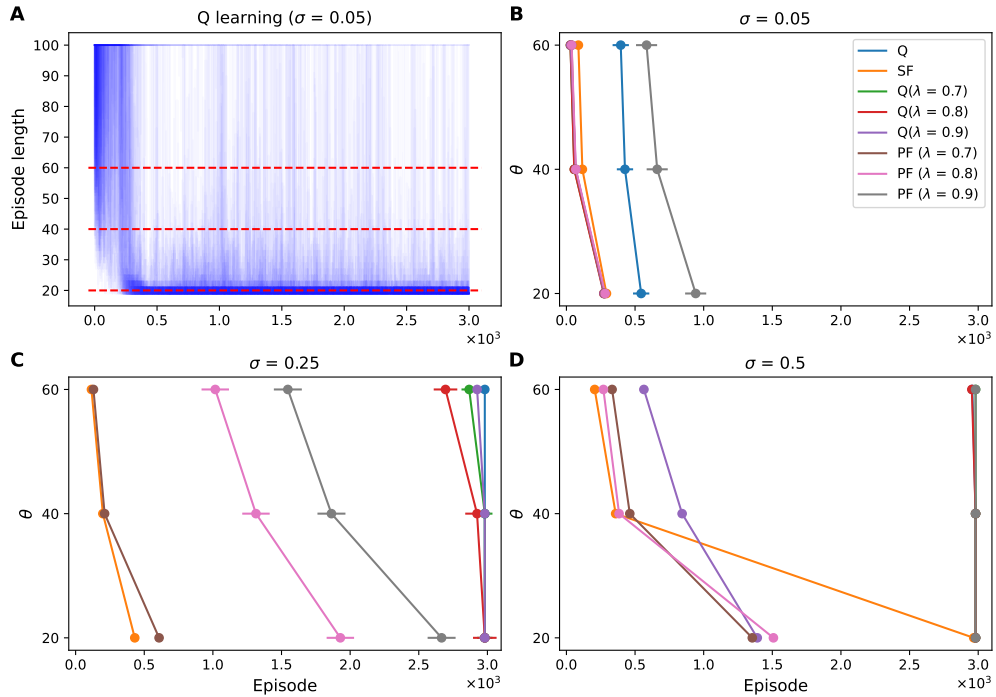 A
Q learning (σ = 0.05)
Episode length
100
90
80
70
60
50
40
30
20
0.0 0.5 1.0 1.5 2.0 2.5 3.0
×10³
B
σ = 0.05
θ
60
40
20
Q
SF
Q(λ = 0.7)
Q(λ = 0.8)
Q(λ = 0.9)
PF (λ = 0.7)
PF (λ = 0.8)
PF (λ = 0.9)
0.0 0.5 1.0 1.5 2.0 2.5 3.0
×10³
C
σ = 0.25
θ
60
40
20
0.0 0.5 1.0 1.5 2.0 2.5 3.0
Episode
×10³
D
σ = 0.5
θ
60
40
20
0.0 0.5 1.0 1.5 2.0 2.5 3.0
Episode
×10³